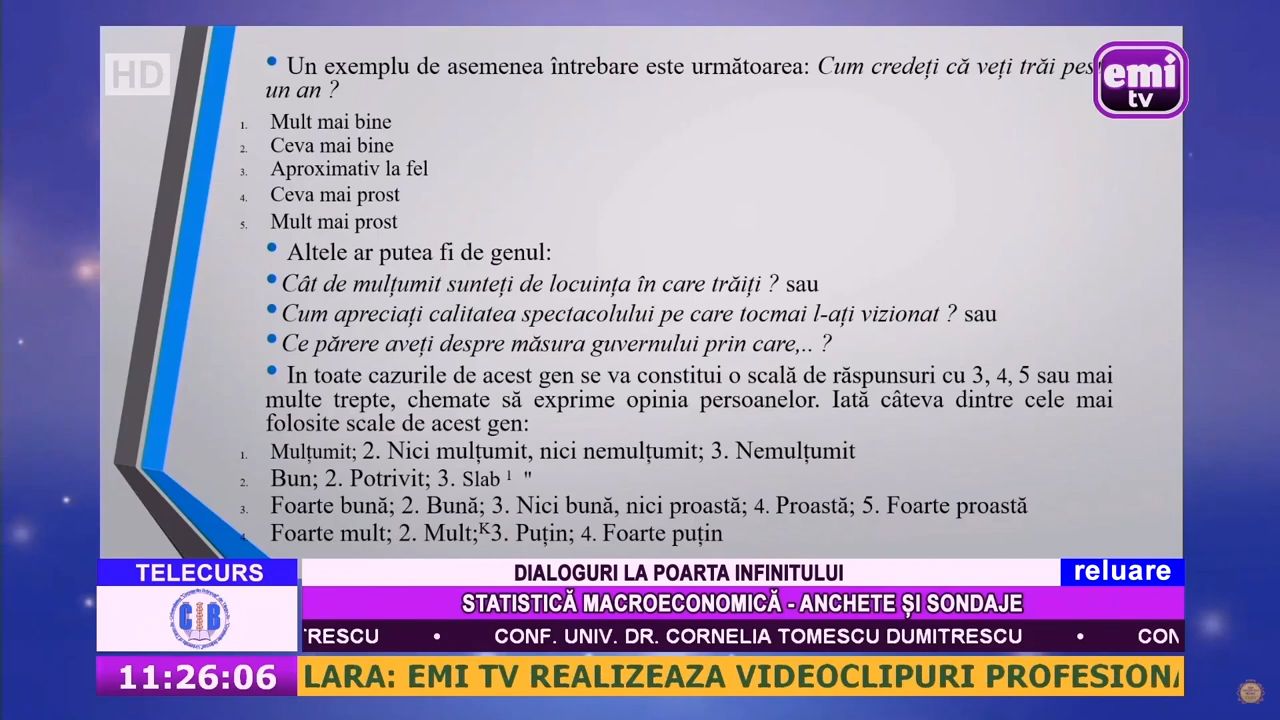 HD
• Un exemplu de asemenea întrebare este următoarea: Cum credeți că veți trăi
un an ?
emi
tv
1. Mult mai bine
2. Ceva mai bine
3. Aproximativ la fel
4. Ceva mai prost
5. Mult mai prost
• Altele ar putea fi de genul:
• Cât de mulțumit sunteți de locuința în care trăiți ? sau
• Cum apreciați calitatea spectacolului pe care tocmai l-ați vizionat ? sau
• Ce părere aveți despre măsura guvernului prin care,.. ?
• In toate cazurile de acest gen se va constitui o scală de răspunsuri cu 3, 4, 5 sau mai
multe trepte, chemate să exprime opinia persoanelor. Iată câteva dintre cele mai
folosite scale de acest gen:
1. Mulțumit; 2. Nici mulțumit, nici nemulțumit; 3. Nemulțumit
2. Bun; 2. Potrivit; 3. Slab ¹ "
3. Foarte bună; 2. Bună; 3. Nici bună, nici proastă; 4. Proastă; 5. Foarte proastă
4. Foarte mult; 2. Mult;ᴷ3. Puțin; 4. Foarte puțin
TELECURS
DIALOGURI LA POARTA INFINITULUI
reluare
CTB
STATISTICĂ MACROECONOMICĂ - ANCHETE ȘI SONDAJE
TRESCU • CONF. UNIV. DR. CORNELIA TOMESCU DUMITRESCU • CON
11:26:06
LARA: EMI TV REALIZEAZA VIDEOCLIPURI PROFESION